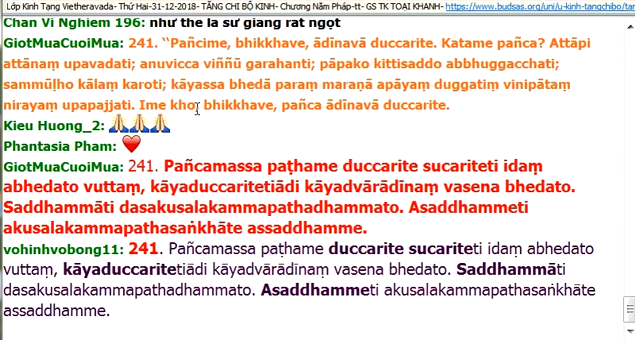 Lớp Kinh Tạng Vietheravada- Thứ Hai-31-12-2018- TĂNG CHI BỘ KINH- Chương Năm Pháp-tt- GS TK TOẠI KHANH- https://www.budsas.org/uni/u-kinh-tangchibo/tan
Chan Vi Nghiem 196: như the la sư giang rat ngọt
GiotMuaCuoiMua: 241. ‘‘Pañcime, bhikkhave, ādīnavā duccarite. Katame pañca? Attāpi
attānaṃ upavadati; anuvicca viññū garahanti; pāpako kittisaddo abbhuggacchati;
sammūḷho kālaṃ karoti; kāyassa bhedā paraṃ maraṇā apāyaṃ duggatiṃ vinipātaṃ
nirayaṃ upapajjati. Ime kho, bhikkhave, pañca ādīnavā duccarite.
Kieu Huong_2: 🙏🙏🙏
Phantasia Pham: ❤️
GiotMuaCuoiMua: 241. Pañcamassa paṭhame duccarite sucariteti idaṃ
abhedato vuttaṃ, kāyaduccaritetiādi kāyadvārādīnaṃ vasena bhedato.
Saddhammāti dasakusalakammapathadhammato. Asaddhammeti
akusalakammapathasaṅkhāte assaddhamme.
vohinhvobong11: 241. Pañcamassa paṭhame duccarite sucariteti idaṃ abhedato
vuttaṃ, kāyaduccaritetiādi kāyadvārādīnaṃ vasena bhedato. Saddhammāti
dasakusalakammapathadhammato. Asaddhammeti akusalakammapathasaṅkhāte
assaddhamme.